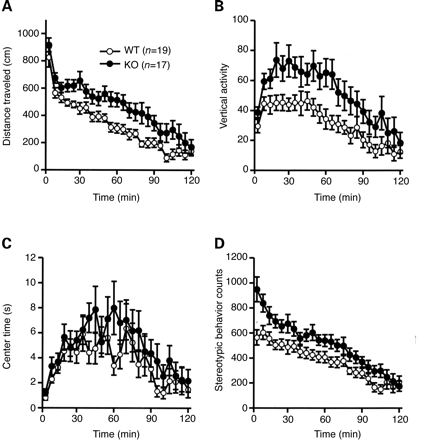 A
Distance traveled (cm)
1000
800
600
400
200
0
WT (n=19)
KO (n=17)
0 30 60 90 120
Time (min)
B
Vertical activity
100
80
60
40
20
0
0 30 60 90 120
Time (min)
C
Center time (s)
12
10
8
6
4
2
0
0 30 60 90 120
Time (min)
D
Stereotypic behavior counts
1200
1000
800
600
400
200
0
0 30 60 90 120
Time (min)